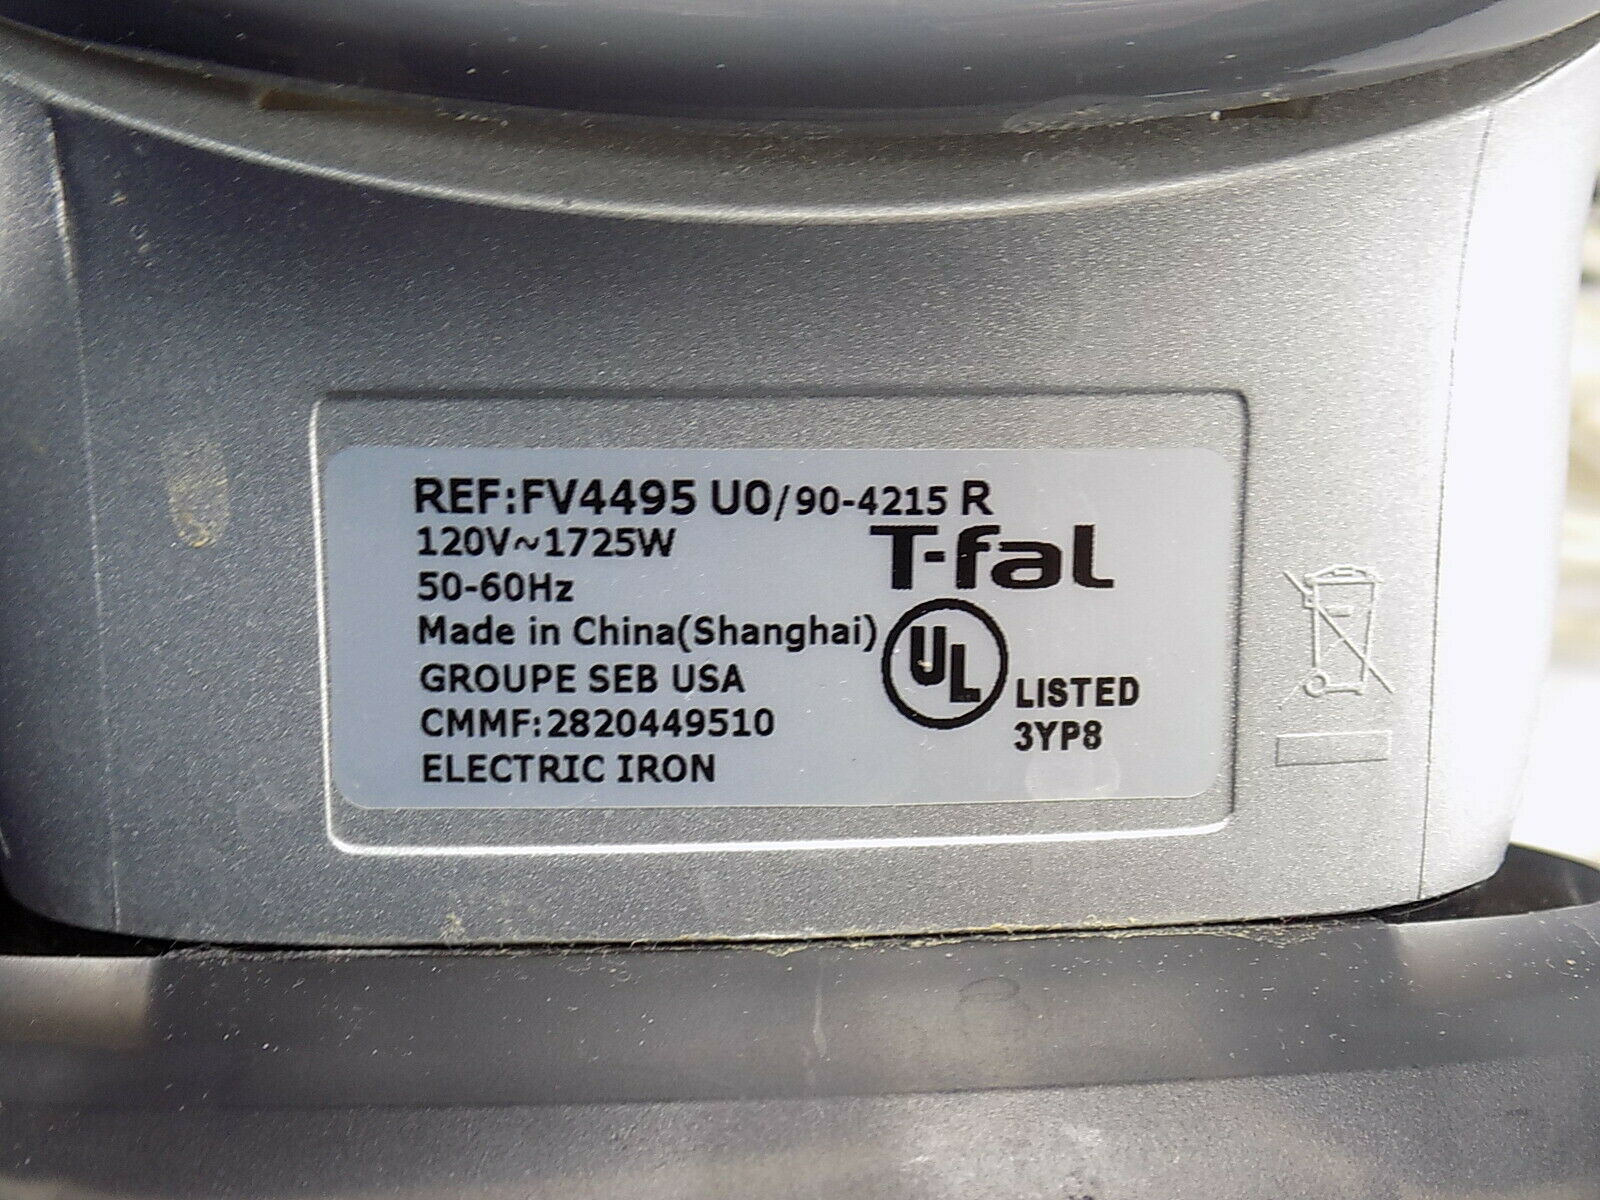 REF:FV4495 U0/90-4215 R
120V~1725W
T-fal
50-60Hz
Made in China(Shanghai)
UL
GROUPE SEB USA
LISTED
CMMF:2820449510
3YP8
ELECTRIC IRON